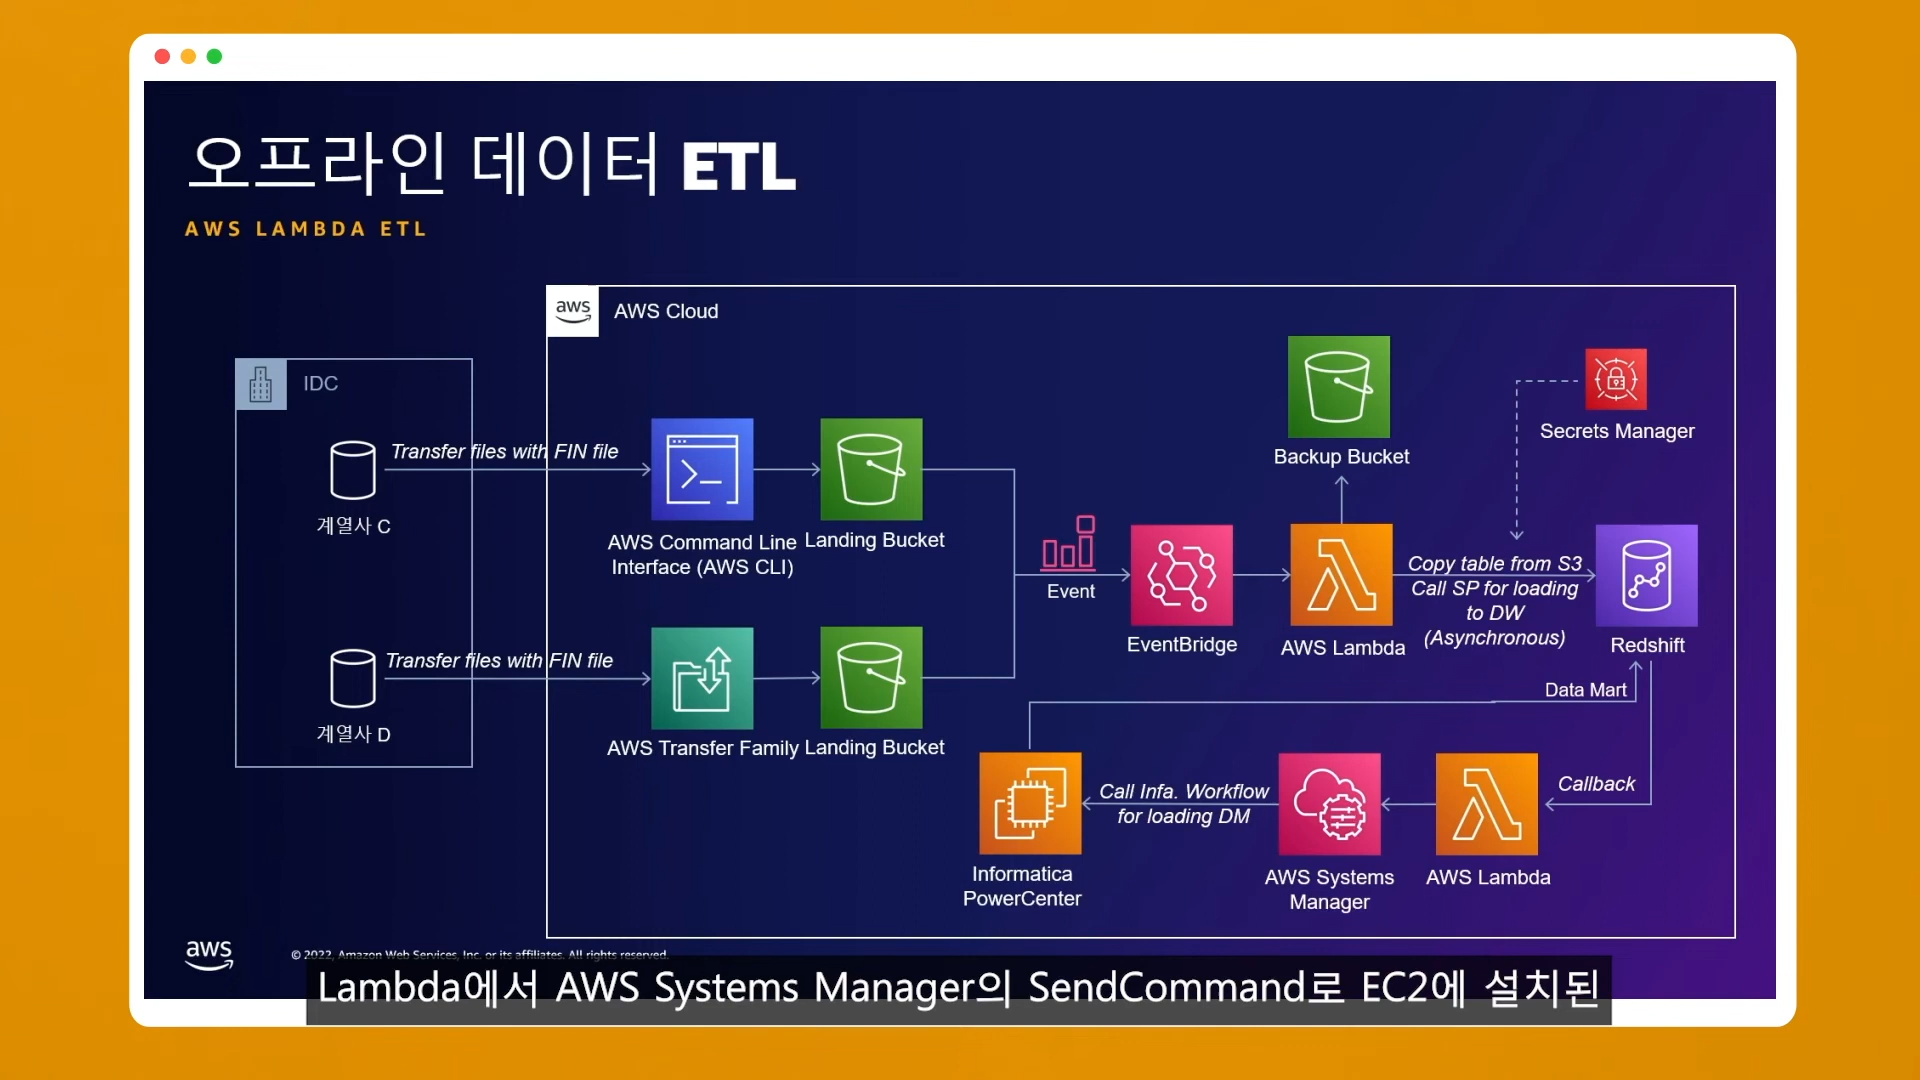 오프라인 데이터 ETL
AWS LAMBDA ETL
aws
AWS Cloud
IDC
Transfer files with FIN file
계열사 C
AWS Command Line
Interface (AWS CLI)
Landing Bucket
Transfer files with FIN file
계열사 D
AWS Transfer Family
Landing Bucket
Event
EventBridge
Backup Bucket
AWS Lambda
Secrets Manager
Copy table from S3
Call SP for loading
to DW
(Asynchronous)
Redshift
Data Mart
Callback
AWS Lambda
AWS Systems
Manager
Call Infa. Workflow
for loading DM
Informatica
PowerCenter
aws
© 2022, Amazon Web Services, Inc. or its affiliates. All rights reserved.
Lambda에서 AWS Systems Manager의 SendCommand로 EC2에 설치된